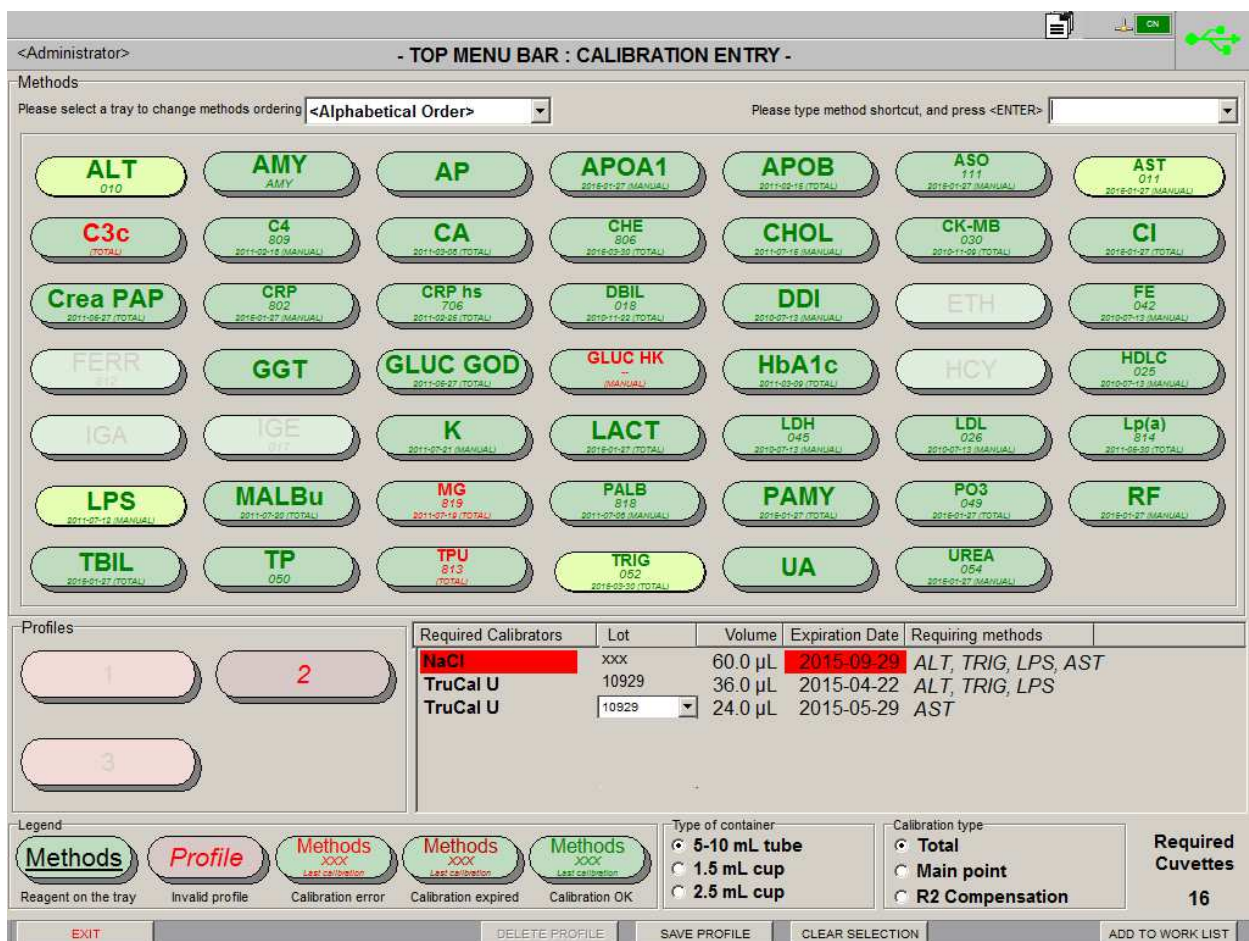 CN
<Administrator>
- TOP MENU BAR : CALIBRATION ENTRY -
Methods
Please select a tray to change methods ordering <Alphabetical Order>
Please type method shortcut, and press <ENTER>
ALT
010
AMY
AMY
AP
APOA1
2016-01-27 (MANUAL)
APOB
2011-02-15 (TOTAL)
ASO
111
2016-01-27 (MANUAL)
AST
011
2016-01-27 (MANUAL)
C3c
(TOTAL)
C4
809
2011-02-16 (MANUAL)
CA
2011-03-08 (TOTAL)
CHE
806
2016-03-30 (TOTAL)
CHOL
2011-07-15 (MANUAL)
CK-MB
030
2010-11-09 (TOTAL)
Cl
2016-01-27 (TOTAL)
Crea PAP
2011-06-27 (TOTAL)
CRP
802
2016-01-27 (MANUAL)
CRP hs
706
2011-02-25 (TOTAL)
DBIL
018
2010-11-22 (TOTAL)
DDI
2010-07-13 (MANUAL)
ETH
FE
042
2010-07-13 (MANUAL)
FERR
812
GGT
GLUC GOD
2011-06-27 (TOTAL)
GLUC HK
--
(MANUAL)
HbA1c
2011-03-09 (TOTAL)
HCY
HDLC
025
2010-07-13 (MANUAL)
IGA
IGE
K
2011-07-21 (MANUAL)
LACT
2016-01-27 (TOTAL)
LDH
045
2010-07-13 (MANUAL)
LDL
026
2010-07-13 (MANUAL)
Lp(a)
814
2011-06-30 (TOTAL)
LPS
2011-07-12 (MANUAL)
MALBu
2011-07-20 (TOTAL)
MG
819
2011-07-19 (TOTAL)
PALB
818
2011-07-06 (MANUAL)
PAMY
2016-01-27 (TOTAL)
PO3
049
2016-01-27 (TOTAL)
RF
2016-01-27 (MANUAL)
TBIL
2016-01-27 (TOTAL)
TP
050
TPU
813
(TOTAL)
TRIG
052
2016-03-30 (TOTAL)
UA
UREA
054
2016-01-27 (MANUAL)
Profiles
1
2
3
Required Calibrators Lot Volume Expiration Date Requiring methods
NaCl xxx 60.0 µL 2015-09-29 ALT, TRIG, LPS, AST
TruCal U 10929 36.0 µL 2015-04-22 ALT, TRIG, LPS
TruCal U 10929 24.0 µL 2015-05-29 AST
Legend
Methods
Reagent on the tray
Profile
Invalid profile
Methods
XXX
Last calibration
Calibration error
Methods
XXX
Last calibration
Calibration expired
Methods
XXX
Last calibration
Calibration OK
Type of container
5-10 mL tube
1.5 mL cup
2.5 mL cup
Calibration type
Total
Main point
R2 Compensation
Required
Cuvettes
16
EXIT
DELETE PROFILE
SAVE PROFILE
CLEAR SELECTION
ADD TO WORK LIST